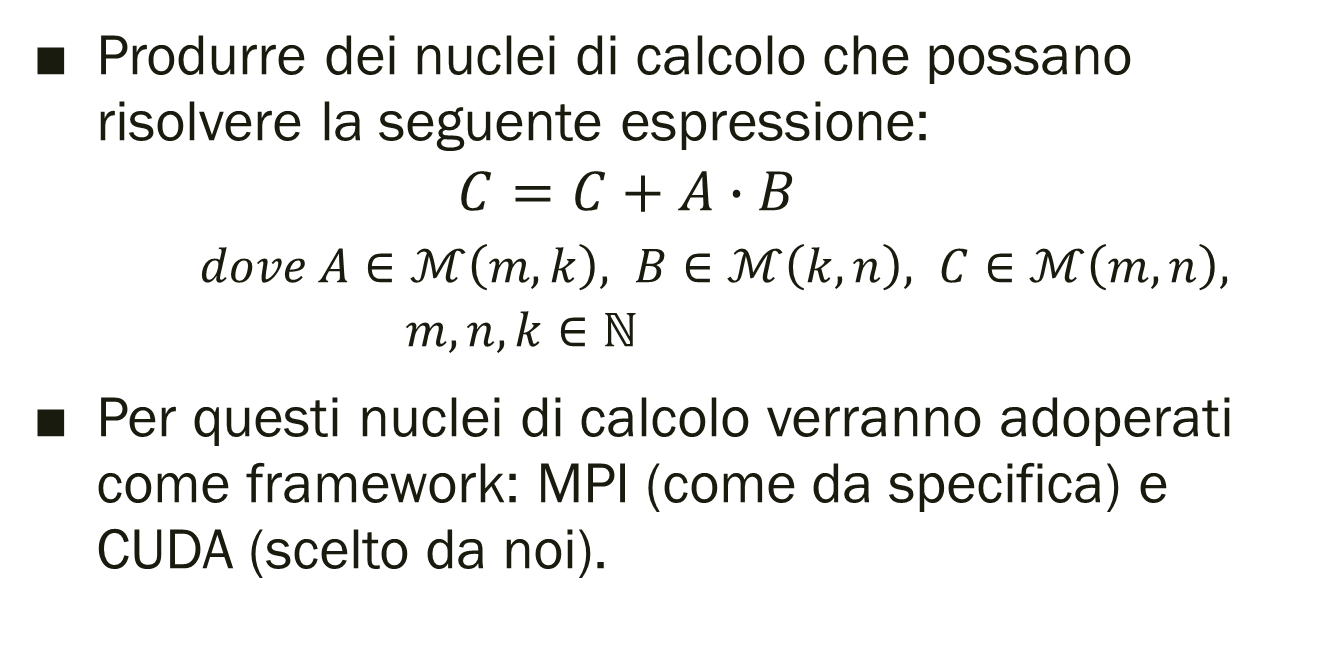 ■ Produrre dei nuclei di calcolo che possano
risolvere la seguente espressione:
C = C + A · B
dove A ∈ ℳ(m, k), B ∈ ℳ(k, n), C ∈ ℳ(m, n),
m, n, k ∈ ℕ
■ Per questi nuclei di calcolo verranno adoperati
come framework: MPI (come da specifica) e
CUDA (scelto da noi).